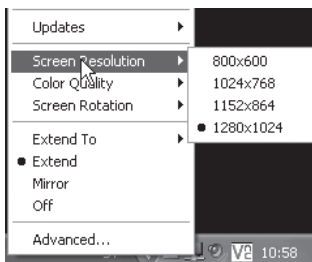 Updates
Screen Resolution
800x600
1024x768
1152x864
1280x1024
Color Quality
Screen Rotation
Extend To
Extend
Mirror
Off
Advanced...
10:58